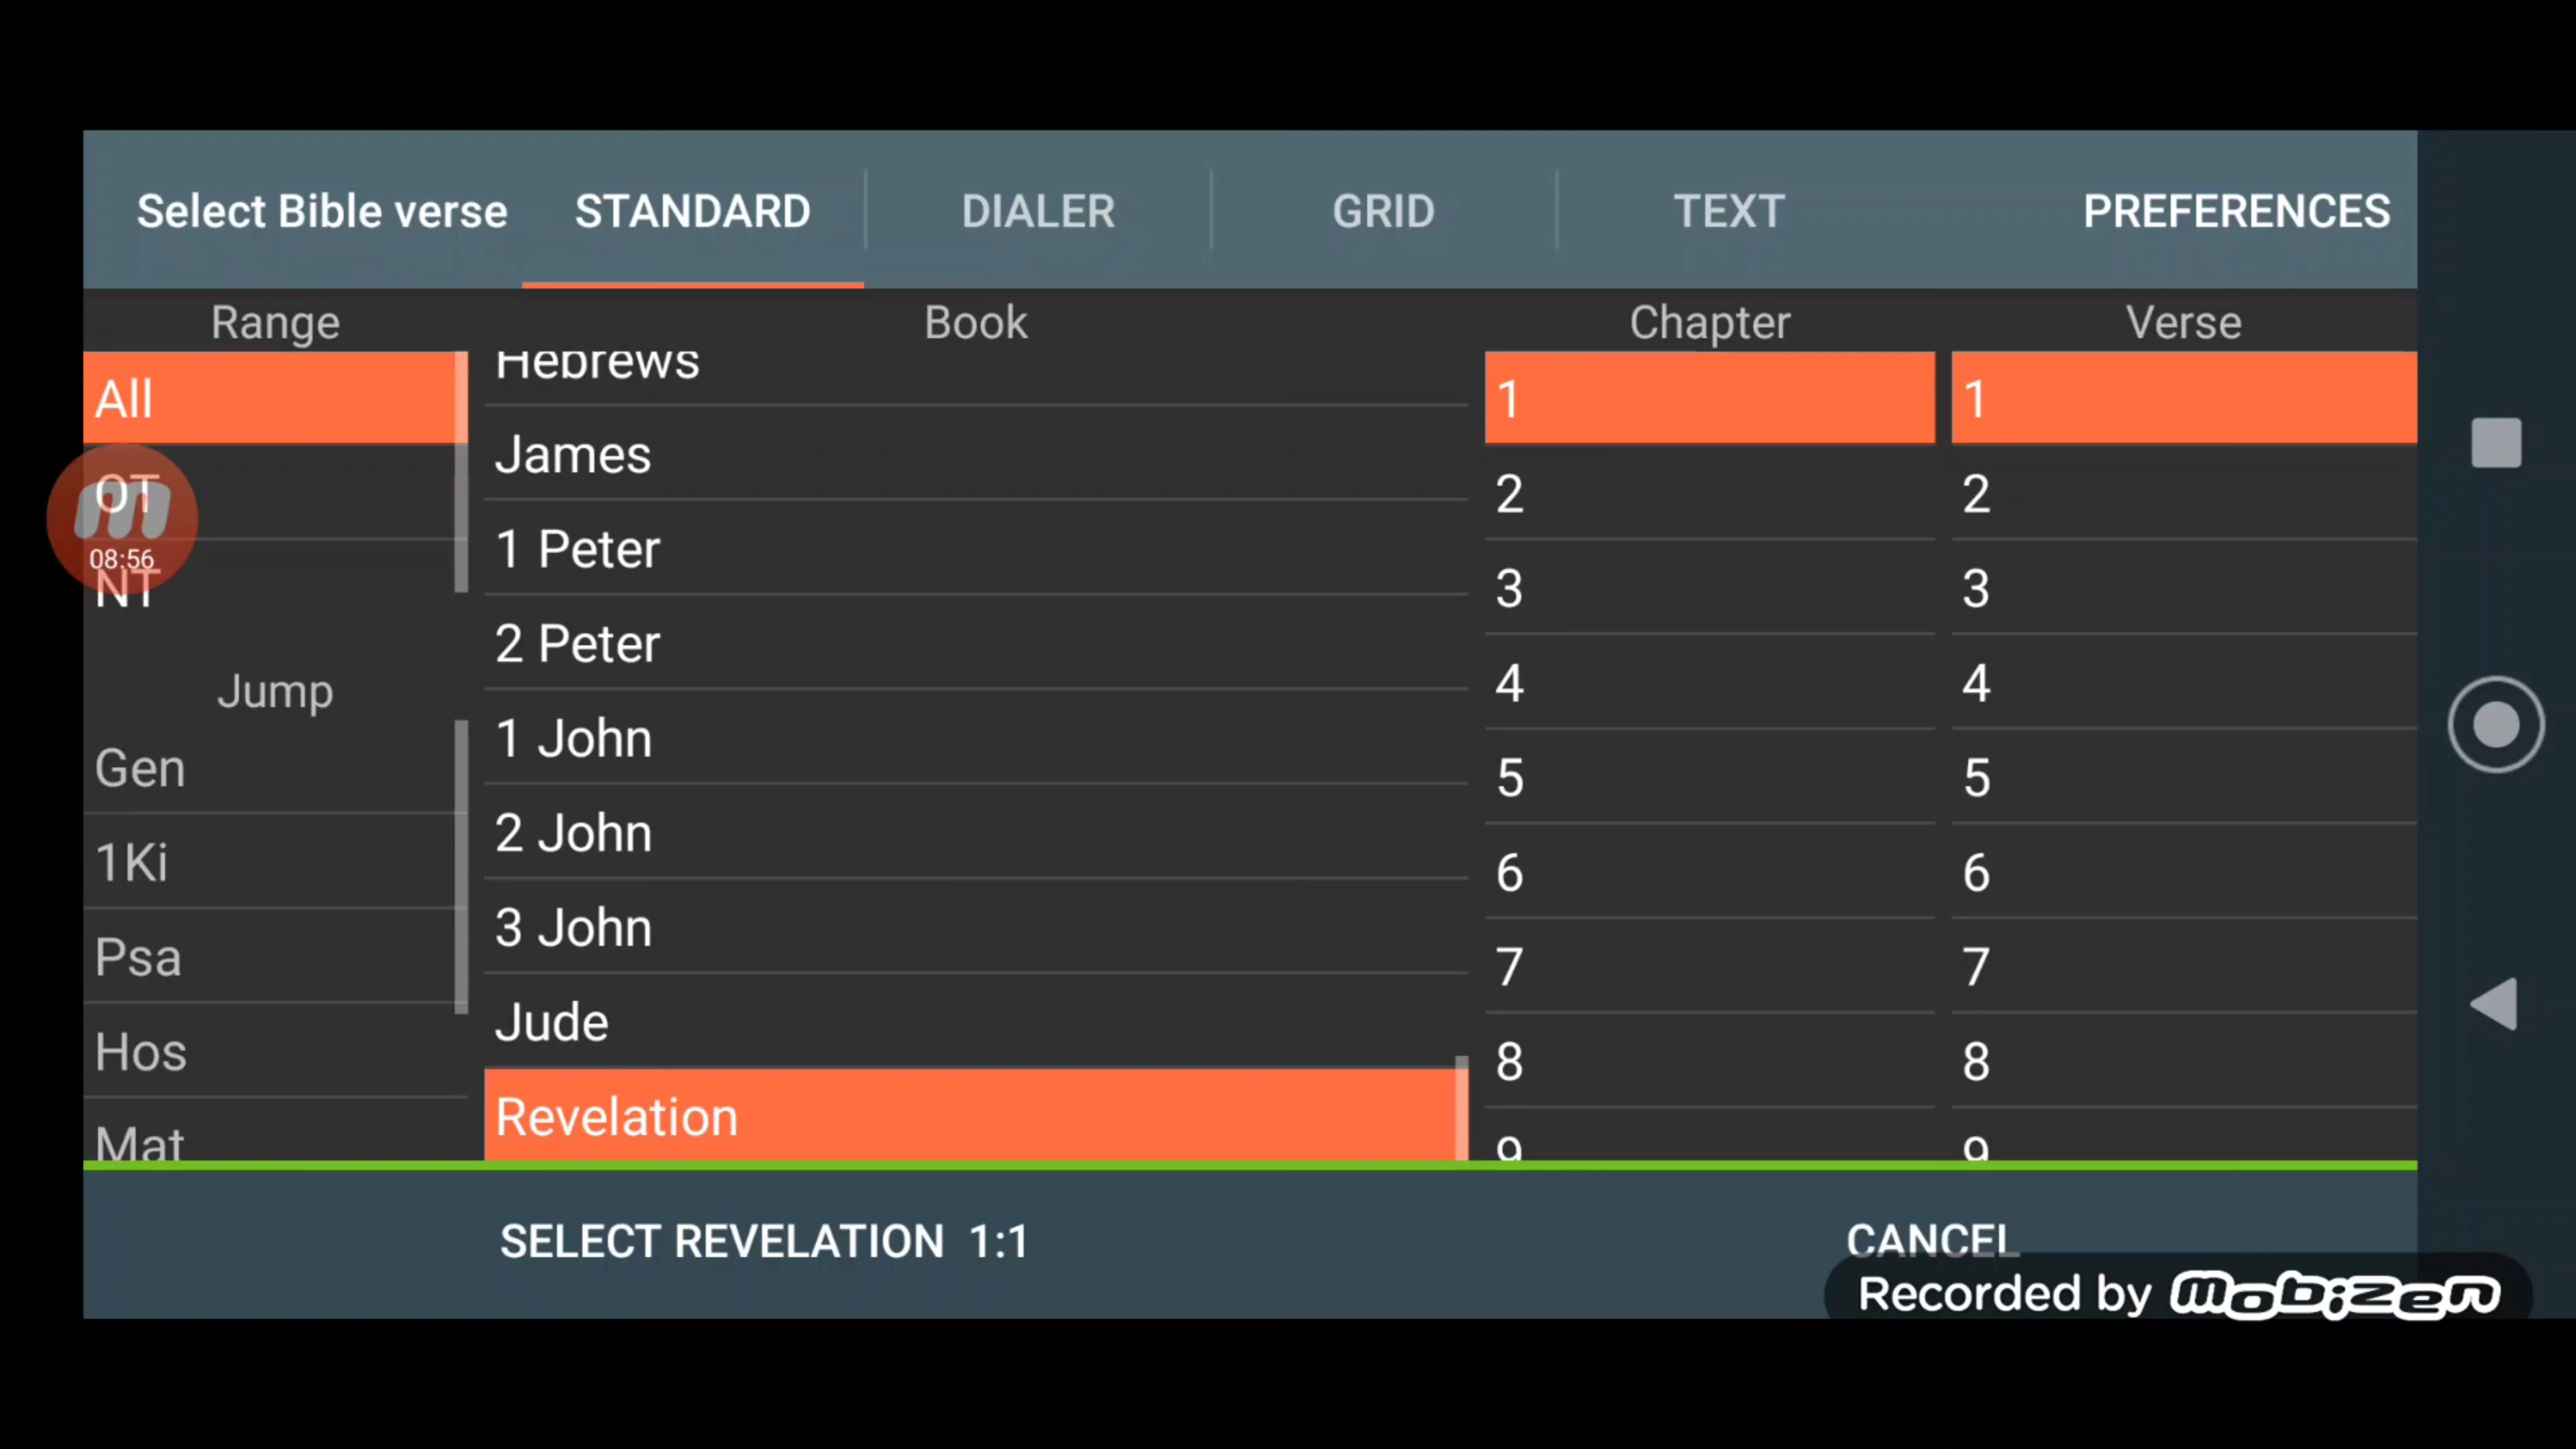 Select Bible verse STANDARD DIALER GRID TEXT PREFERENCES
Range Book Chapter Verse
All
OT
08:56
NT
Jump
Gen
1Ki
Psa
Hos
Mat
Hebrews
James
1 Peter
2 Peter
1 John
2 John
3 John
Jude
Revelation
1
2
3
4
5
6
7
8
9
1
2
3
4
5
6
7
8
9
SELECT REVELATION 1:1 CANCEL
Recorded by mobizen